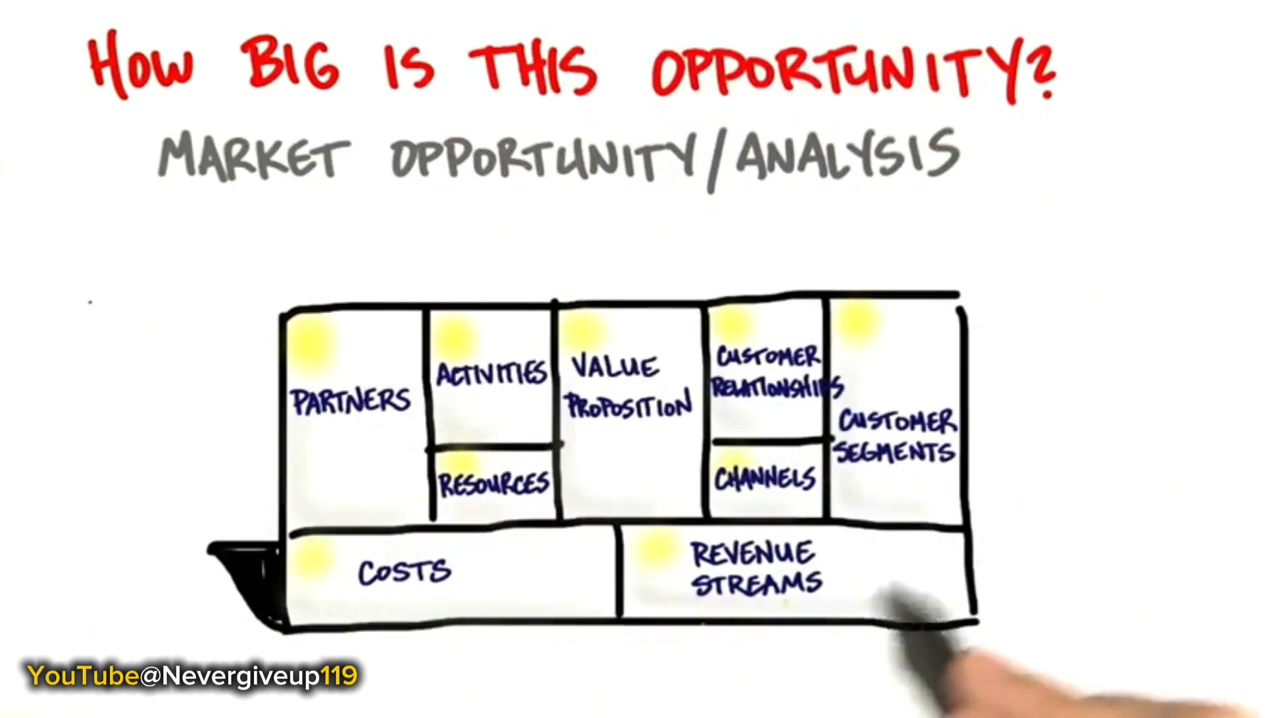 HOW BIG IS THIS OPPORTUNITY?
MARKET OPPORTUNITY/ANALYSIS
PARTNERS
ACTIVITIES
RESOURCES
VALUE
PROPOSITION
CUSTOMER
RELATIONSHIPS
CHANNELS
CUSTOMER
SEGMENTS
COSTS
REVENUE
STREAMS
YouTube@Nevergiveup119